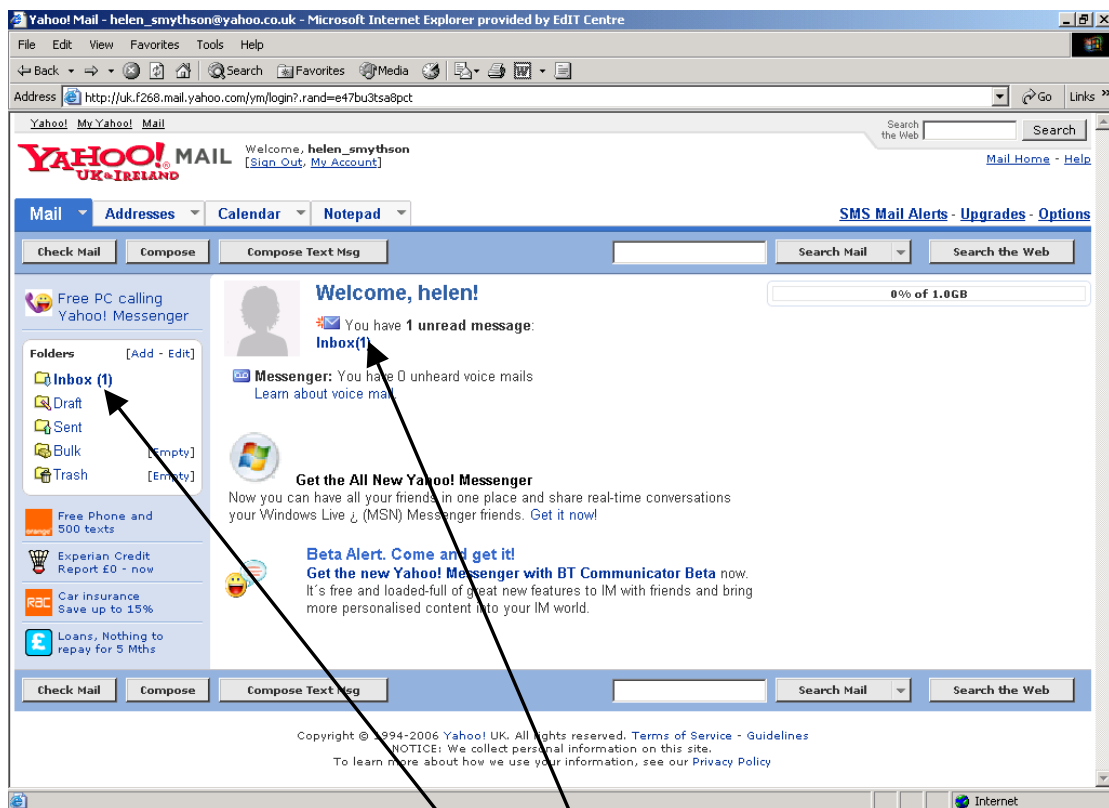 Yahoo! Mail - helen_smythson@yahoo.co.uk - Microsoft Internet Explorer provided by EdIT Centre
File Edit View Favorites Tools Help
Back Search Favorites Media
Address http://uk.f268.mail.yahoo.com/ym/login?.rand=e47bu3tsa8pct Go Links »
Yahoo! My Yahoo! Mail
Search the Web Search
YAHOO! MAIL
UK & IRELAND
Welcome, helen_smythson
[Sign Out, My Account]
Mail Home - Help
Mail Addresses Calendar Notepad
SMS Mail Alerts - Upgrades - Options
Check Mail Compose Compose Text Msg Search Mail Search the Web
Free PC calling
Yahoo! Messenger
Folders [Add - Edit]
Inbox (1)
Draft
Sent
Bulk [Empty]
Trash [Empty]
orange Free Phone and
500 texts
Experian Credit
Report £0 - now
RAC Car insurance
Save up to 15%
£ Loans, Nothing to
repay for 5 Mths
Welcome, helen!
You have 1 unread message:
Inbox(1)
0% of 1.0GB
Messenger: You have 0 unheard voice mails
Learn about voice mail.
Get the All New Yahoo! Messenger
Now you can have all your friends in one place and share real-time conversations
your Windows Live ¿ (MSN) Messenger friends. Get it now!
Beta Alert. Come and get it!
Get the new Yahoo! Messenger with BT Communicator Beta now.
It´s free and loaded-full of great new features to IM with friends and bring
more personalised content into your IM world.
Check Mail Compose Compose Text Msg Search Mail Search the Web
Copyright © 1994-2006 Yahoo! UK. All rights reserved. Terms of Service - Guidelines
NOTICE: We collect personal information on this site.
To learn more about how we use your information, see our Privacy Policy
Internet